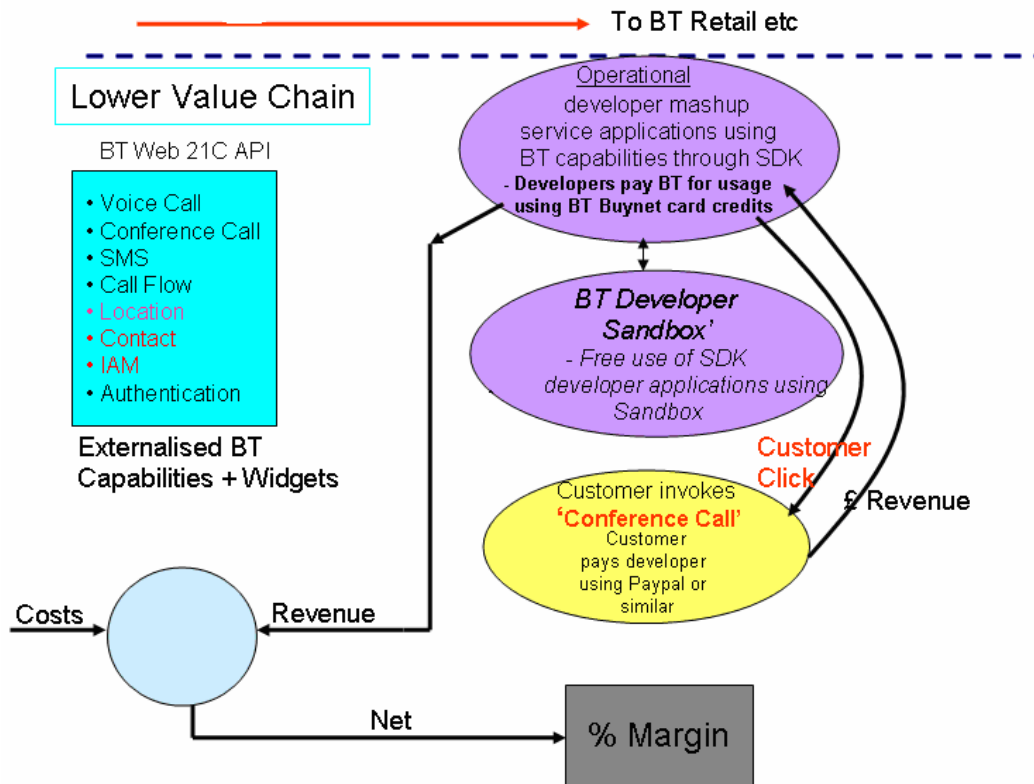 To BT Retail etc
Lower Value Chain
BT Web 21C API
• Voice Call
• Conference Call
• SMS
• Call Flow
• Location
• Contact
• IAM
• Authentication
Externalised BT
Capabilities + Widgets
Operational
developer mashup
service applications using
BT capabilities through SDK
- Developers pay BT for usage
using BT Buynet card credits
BT Developer
Sandbox'
- Free use of SDK
developer applications using
Sandbox
Customer
Click
£ Revenue
Customer invokes
‘Conference Call’
Customer
pays developer
using Paypal or
similar
Costs
Revenue
Net
% Margin